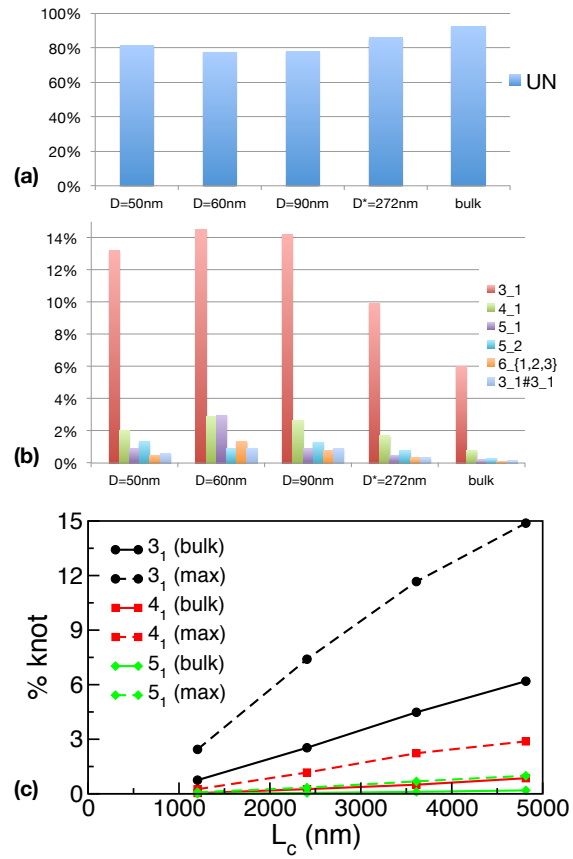 100%
80%
60%
40%
20%
0%
UN
(a)
D=50nm D=60nm D=90nm D*=272nm bulk
14%
12%
10%
8%
6%
4%
2%
0%
3_1
4_1
5_1
5_2
6_{1,2,3}
3_1#3_1
(b)
D=50nm D=60nm D=90nm D*=272nm bulk
15
12
9
6
3
0
% knot
3₁ (bulk)
3₁ (max)
4₁ (bulk)
4₁ (max)
5₁ (bulk)
5₁ (max)
(c)
0 1000 2000 3000 4000 5000
L_c (nm)